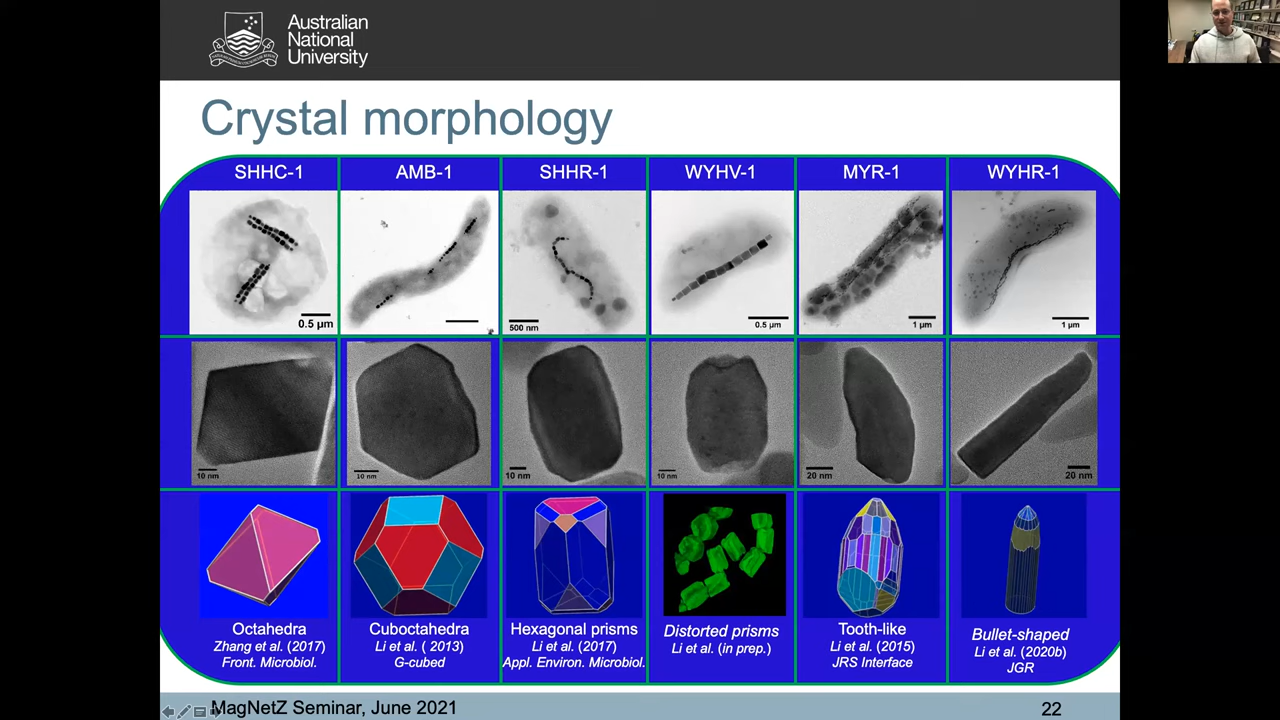 Australian
National
University
Crystal morphology
SHHC-1
AMB-1
SHHR-1
WYHV-1
MYR-1
WYHR-1
0.5 µm
500 nm
0.5 µm
1 µm
1 µm
10 nm
10 nm
10 nm
10 nm
20 nm
20 nm
Octahedra
Zhang et al. (2017)
Front. Microbiol.
Cuboctahedra
Li et al. ( 2013)
G-cubed
Hexagonal prisms
Li et al. (2017)
Appl. Environ. Microbiol.
Distorted prisms
Li et al. (in prep.)
Tooth-like
Li et al. (2015)
JRS Interface
Bullet-shaped
Li et al. (2020b)
JGR
MagNetZ Seminar, June 2021
22